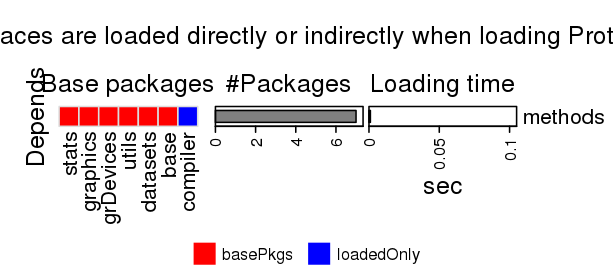 aces are loaded directly or indirectly when loading Prot
Base packages #Packages Loading time
Depends
methods
stats
graphics
grDevices
utils
datasets
base
compiler
0 2 4 6
0 0.05 0.1
sec
basePkgs loadedOnly